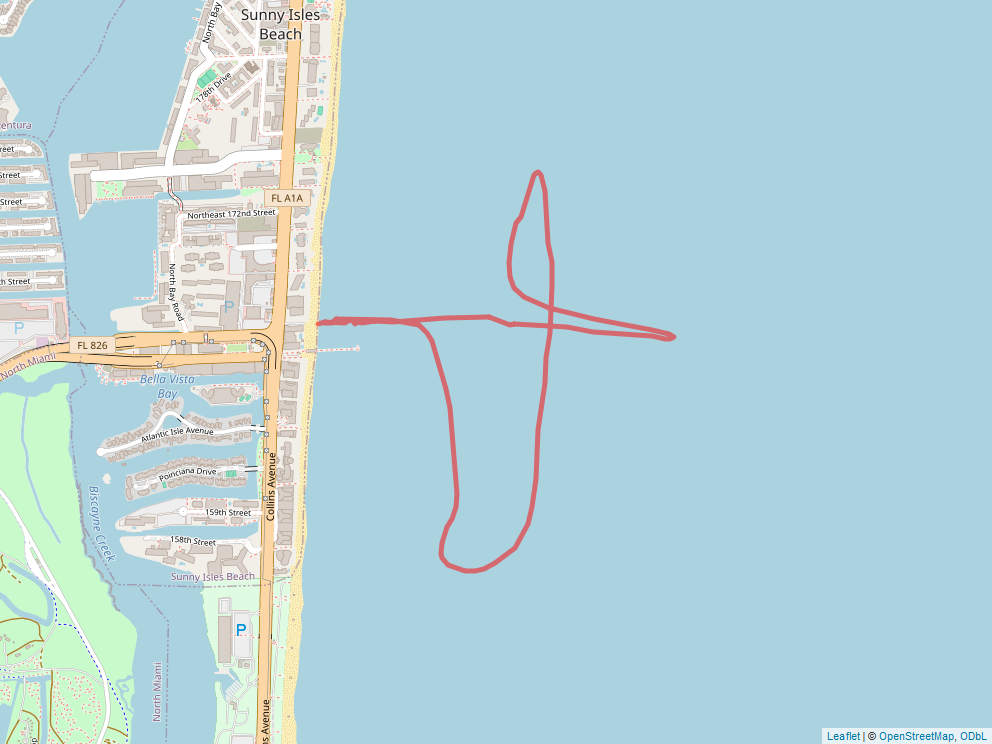 North Bay
Sunny Isles
Beach
178th Drive
entura
reet
Street
Street
FL A1A
Northeast 172nd Street
th Street
North Bay Road
P
P
FL 826
North Miami
Bella Vista
Bay
Atlantic Isle Avenue
Poinciana Drive
Collins Avenue
Biscayne Creek
159th Street
158th Street
Sunny Isles Beach
P
North Miami
ns Avenue
Leaflet | © OpenStreetMap, ODbL